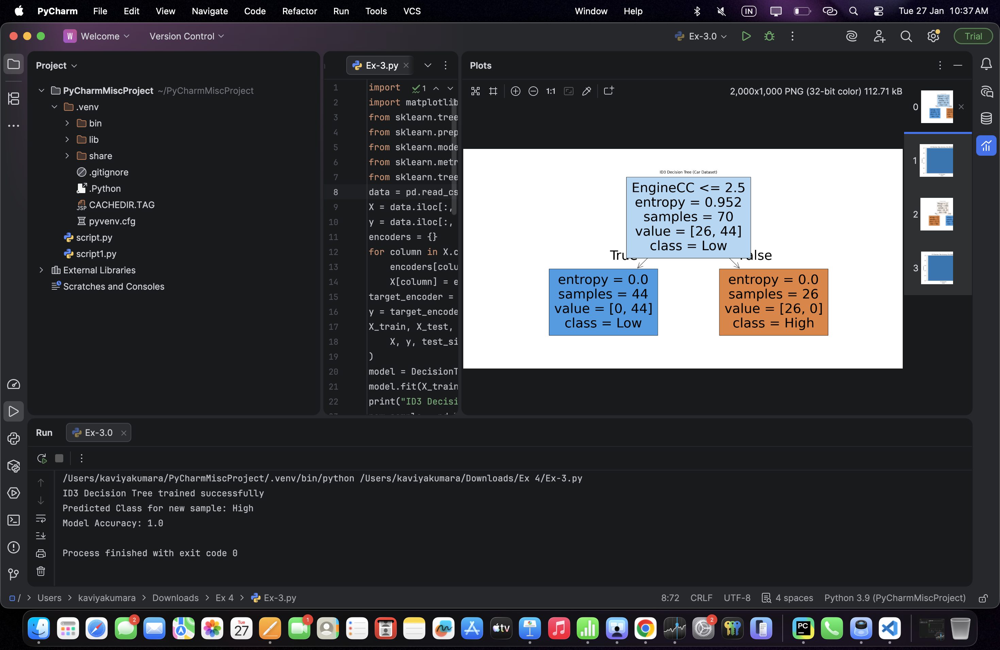 PyCharm File Edit View Navigate Code Refactor Run Tools VCS Window Help IN Tue 27 Jan 10:37 AM
W Welcome Version Control Ex-3.0 Trial
Project
PyCharmMiscProject ~/PyCharmMiscProject
.venv
bin
lib
share
.gitignore
.Python
JSP CACHEDIR.TAG
pyvenv.cfg
script.py
script1.py
External Libraries
Scratches and Consoles
Ex-3.py
1
1 import
2 import matplotlib
3 from sklearn.tree
4 from sklearn.prep
5 from sklearn.mode
6 from sklearn.metr
7 from sklearn.tree
8 data = pd.read_cs
9 X = data.iloc[:,
10 y = data.iloc[:,
11 encoders = {}
12 for column in X.c
13 encoders[colu
14 X[column] = e
15 target_encoder =
16 y = target_encode
17 X_train, X_test,
18 X, y, test_si
19 )
20 model = DecisionT
21 model.fit(X_train
22 print("ID3 Decisi
Plots
1:1 2,000x1,000 PNG (32-bit color) 112.71 kB
0
1
2
3
ID3 Decision Tree (Car Dataset)
EngineCC <= 2.5
entropy = 0.952
samples = 70
value = [26, 44]
class = Low
True False
entropy = 0.0
samples = 44
value = [0, 44]
class = Low
entropy = 0.0
samples = 26
value = [26, 0]
class = High
Run Ex-3.0
/Users/kaviyakumara/PyCharmMiscProject/.venv/bin/python /Users/kaviyakumara/Downloads/Ex 4/Ex-3.py
ID3 Decision Tree trained successfully
Predicted Class for new sample: High
Model Accuracy: 1.0
Process finished with exit code 0
/ > Users > kaviyakumara > Downloads > Ex 4 > Ex-3.py 8:72 CRLF UTF-8 4 spaces Python 3.9 (PyCharmMiscProject)
2 Tue 27 1 tv 2 PC